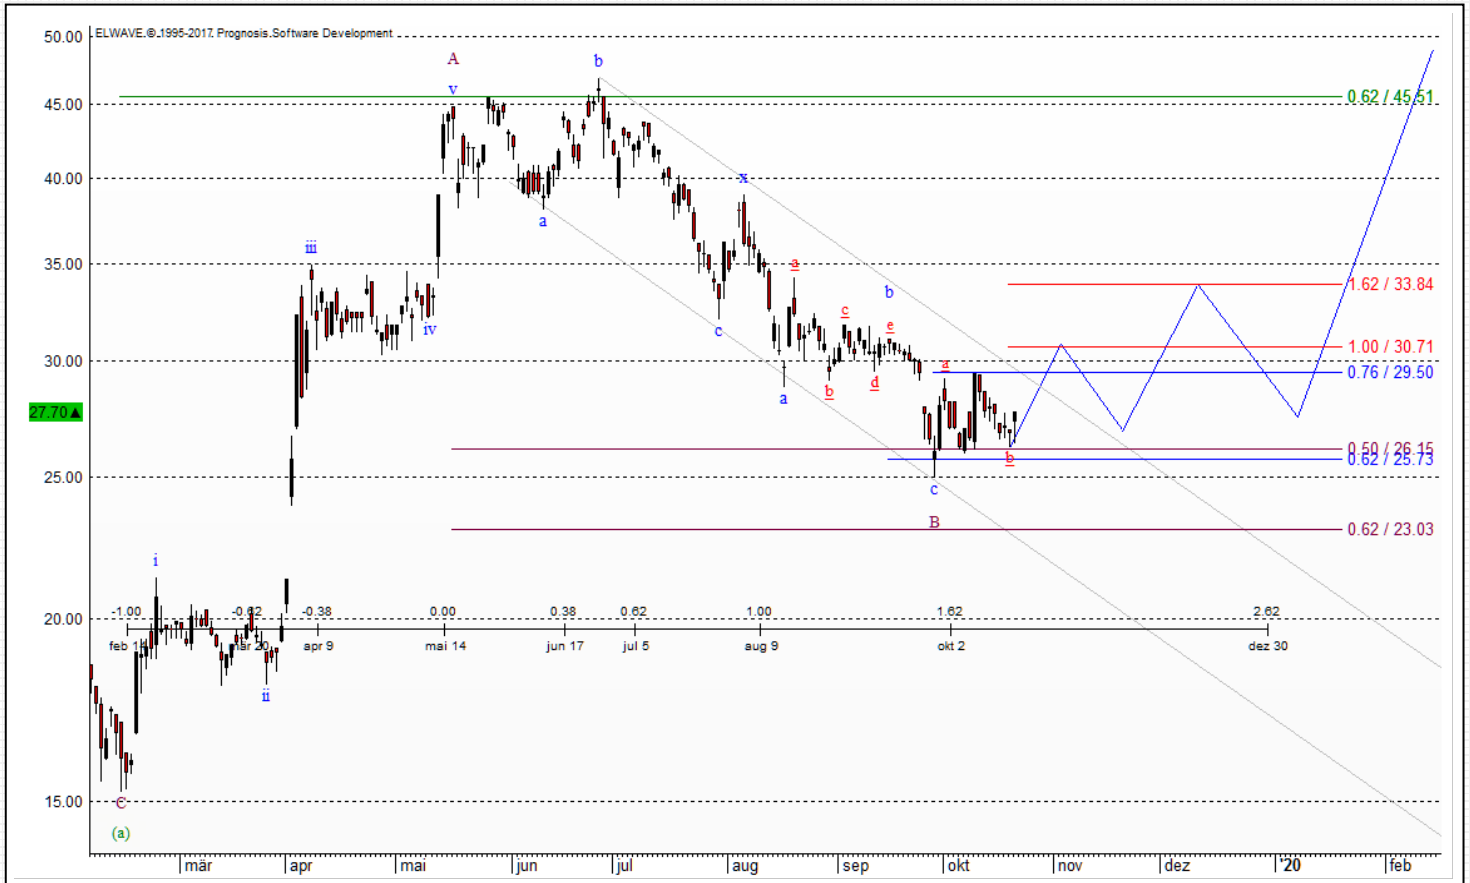 ELWAVE.©.1995-2017. Prognosis.Software Development
50.00
45.00
40.00
35.00
30.00
27.70▲
25.00
20.00
15.00
A
v
b
0.62 / 45.51
x
a
iii
a
b
1.62 / 33.84
c
e
iv
c
1.00 / 30.71
a
0.76 / 29.50
d
b
a
0.50 / 26.15
b
0.62 / 25.73
c
B
0.62 / 23.03
i
-1.00 -0.62 -0.38 0.00 0.38 0.62 1.00 1.62 2.62
feb 14 mär 20 apr 9 mai 14 jun 17 jul 5 aug 9 okt 2 dez 30
ii
C
(a)
mär apr mai jun jul aug sep okt nov dez '20 feb